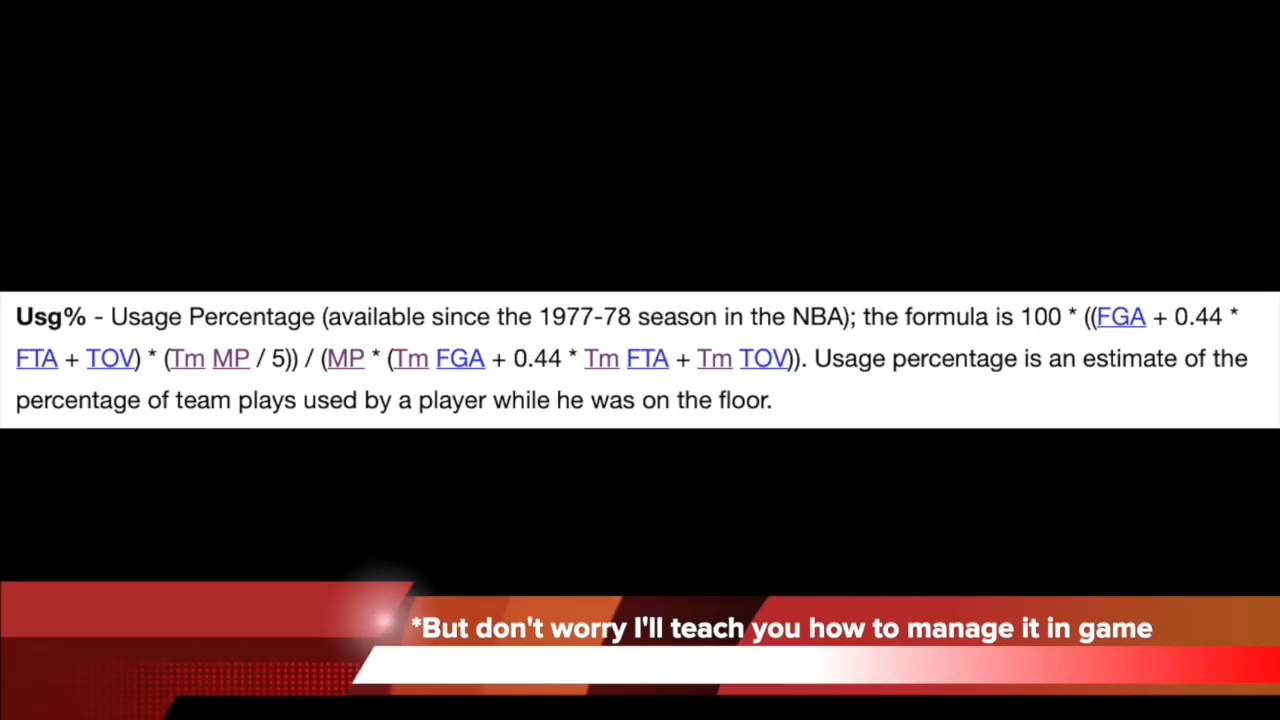 Usg% - Usage Percentage (available since the 1977-78 season in the NBA); the formula is 100 * ((FGA + 0.44 *
FTA + TOV) * (Tm MP / 5)) / (MP * (Tm FGA + 0.44 * Tm FTA + Tm TOV)). Usage percentage is an estimate of the
percentage of team plays used by a player while he was on the floor.
*But don't worry I'll teach you how to manage it in game